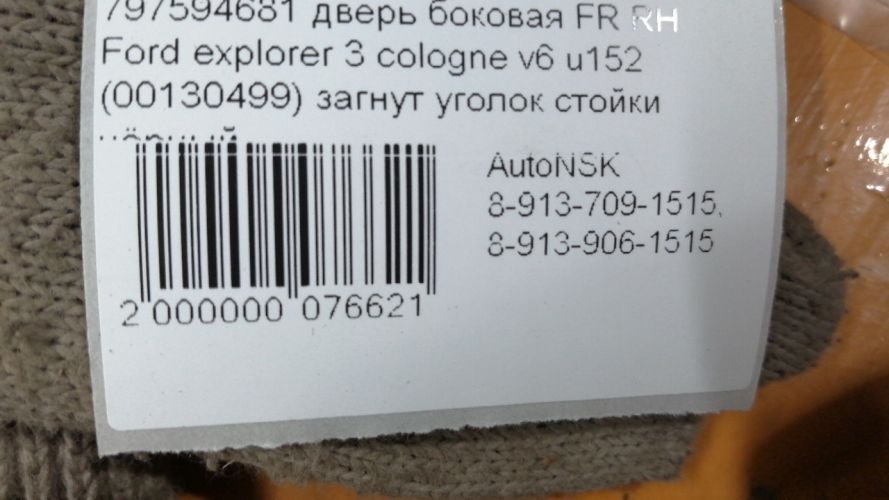 797594681 дверь боковая FR RH
Ford explorer 3 cologne v6 u152
(00130499) загнут уголок стойки
AutoNSK
8-913-709-1515,
8-913-906-1515
2 000000 076621